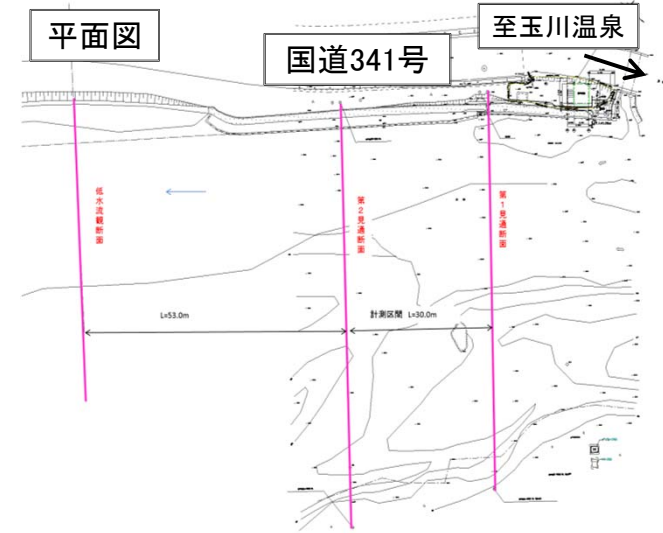 平面図
国道341号
至玉川温泉
低水流観断面
第2見通断面
第1見通断面
L=53.0m
計測区間 L=30.0m